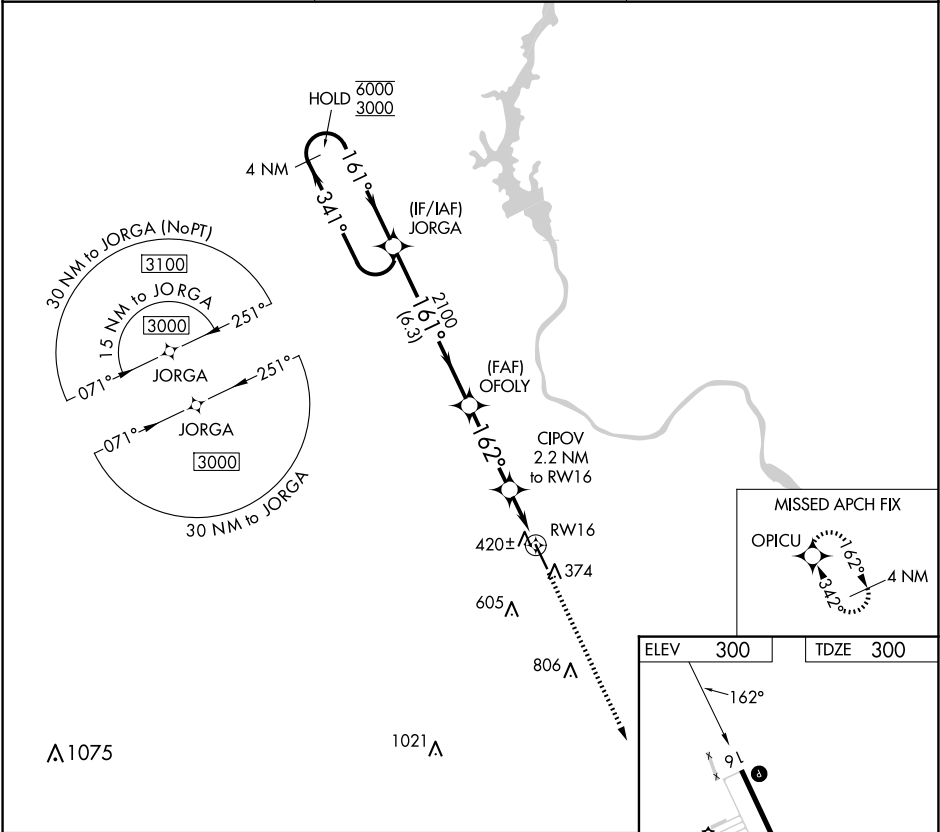 HOLD 6000
3000
4 NM
161°
341°
(IF/IAF)
JORGA
30 NM to JORGA (NoPT)
3100
15 NM to JORGA
3000
251°
071°
JORGA
2100
161°
(6.3)
251°
071°
JORGA
3000
30 NM to JORGA
(FAF)
OFOLY
162°
CIPOV
2.2 NM
to RW16
RW16
420±
374
605
806
1021
1075
MISSED APCH FIX
OPICU
162°
342°
4 NM
ELEV 300
TDZE 300
162°
16
P
x
x